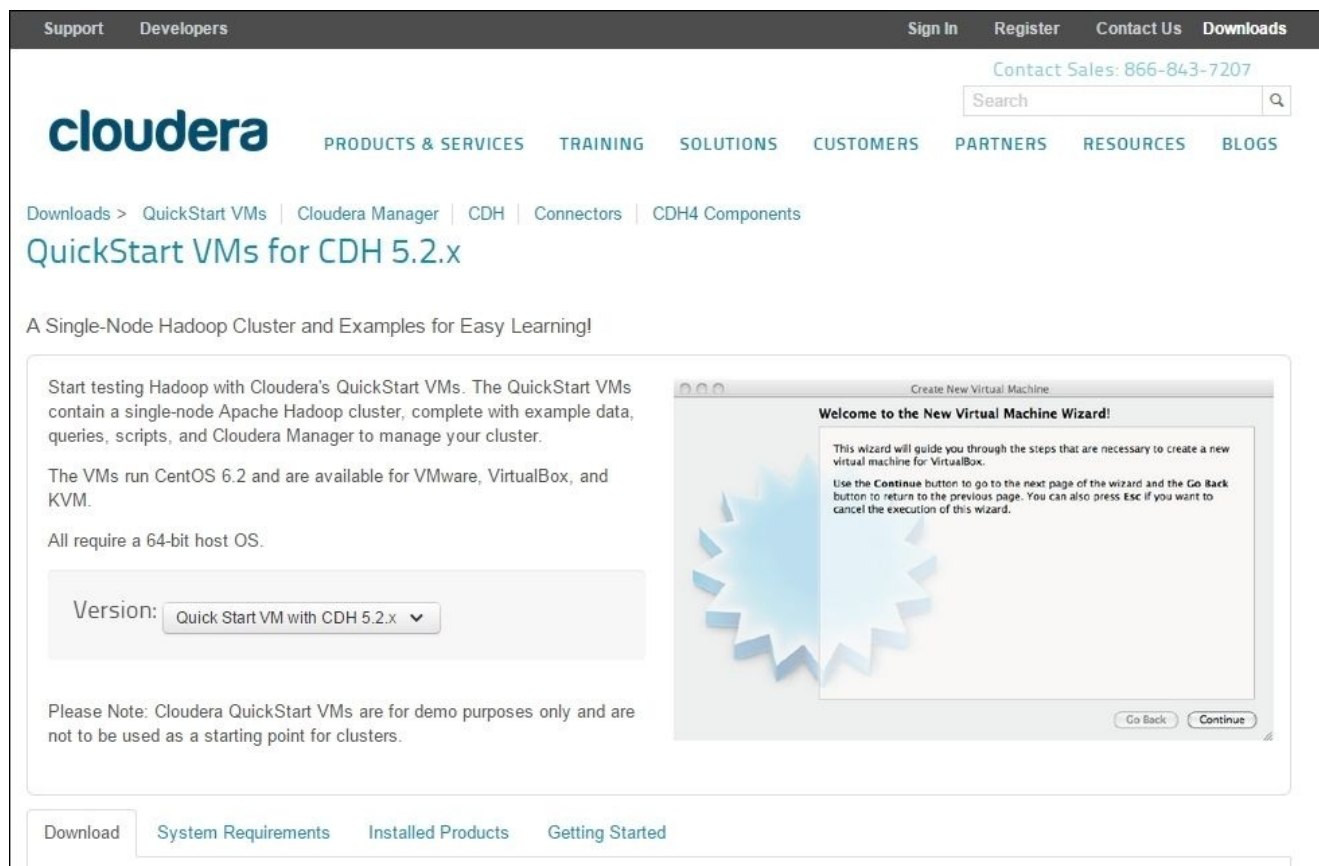 Support Developers Sign In Register Contact Us Downloads
Contact Sales: 866-843-7207
Search
cloudera
PRODUCTS & SERVICES TRAINING SOLUTIONS CUSTOMERS PARTNERS RESOURCES BLOGS
Downloads > QuickStart VMs | Cloudera Manager | CDH | Connectors | CDH4 Components
QuickStart VMs for CDH 5.2.x
A Single-Node Hadoop Cluster and Examples for Easy Learning!
Start testing Hadoop with Cloudera's QuickStart VMs. The QuickStart VMs
contain a single-node Apache Hadoop cluster, complete with example data,
queries, scripts, and Cloudera Manager to manage your cluster.
The VMs run CentOS 6.2 and are available for VMware, VirtualBox, and
KVM.
All require a 64-bit host OS.
Version: Quick Start VM with CDH 5.2.x
Please Note: Cloudera QuickStart VMs are for demo purposes only and are
not to be used as a starting point for clusters.
Create New Virtual Machine
Welcome to the New Virtual Machine Wizard!
This wizard will guide you through the steps that are necessary to create a new
virtual machine for VirtualBox.
Use the Continue button to go to the next page of the wizard and the Go Back
button to return to the previous page. You can also press Esc if you want to
cancel the execution of this wizard.
Go Back Continue
Download System Requirements Installed Products Getting Started